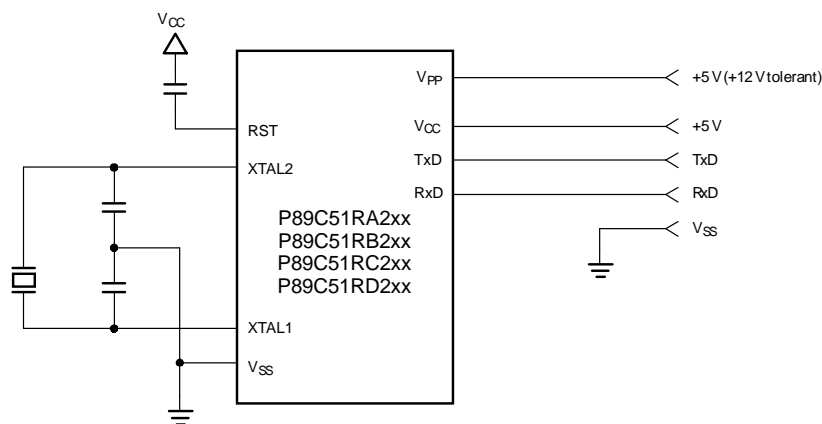 VCC
VPP
+5 V (+12 V tolerant)
RST
VCC
+5 V
XTAL2
TxD
TxD
RxD
RxD
P89C51RA2xx
P89C51RB2xx
P89C51RC2xx
P89C51RD2xx
VSS
XTAL1
VSS